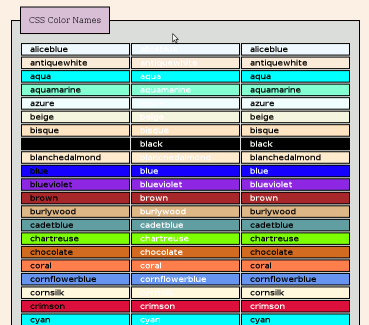 CSS Color Names
aliceblue aliceblue
antiquewhite antiquewhite antiquewhite
aqua aqua aqua
aquamarine aquamarine aquamarine
azure azure
beige beige beige
bisque bisque bisque
black black
blanchedalmond blanchedalmond blanchedalmond
blue blue blue
blueviolet blueviolet blueviolet
brown brown brown
burlywood burlywood burlywood
cadetblue cadetblue cadetblue
chartreuse chartreuse chartreuse
chocolate chocolate chocolate
coral coral coral
cornflowerblue cornflowerblue cornflowerblue
cornsilk cornsilk
crimson crimson crimson
cyan cyan cyan